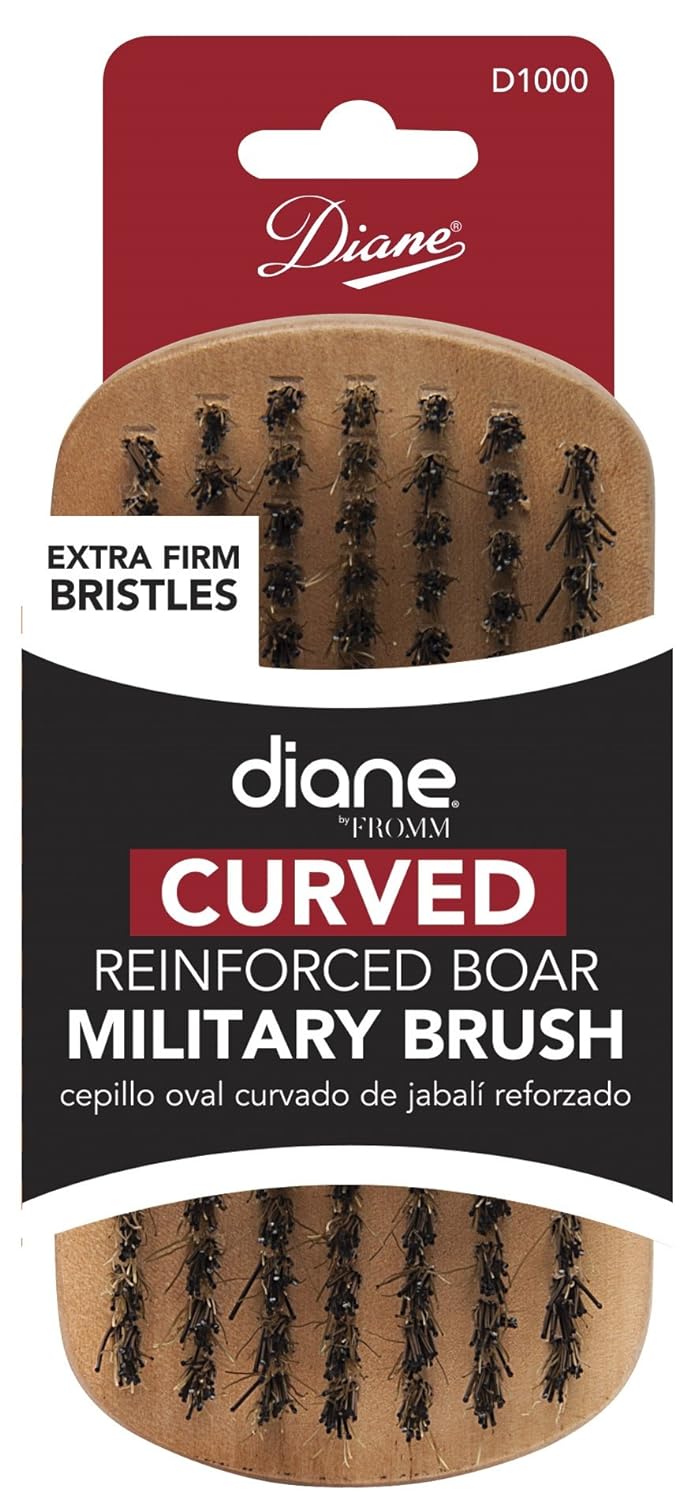 D1000
Diane®
EXTRA FIRM
BRISTLES
diane®
by FROMM
CURVED
REINFORCED BOAR
MILITARY BRUSH
cepillo oval curvado de jabalí reforzado